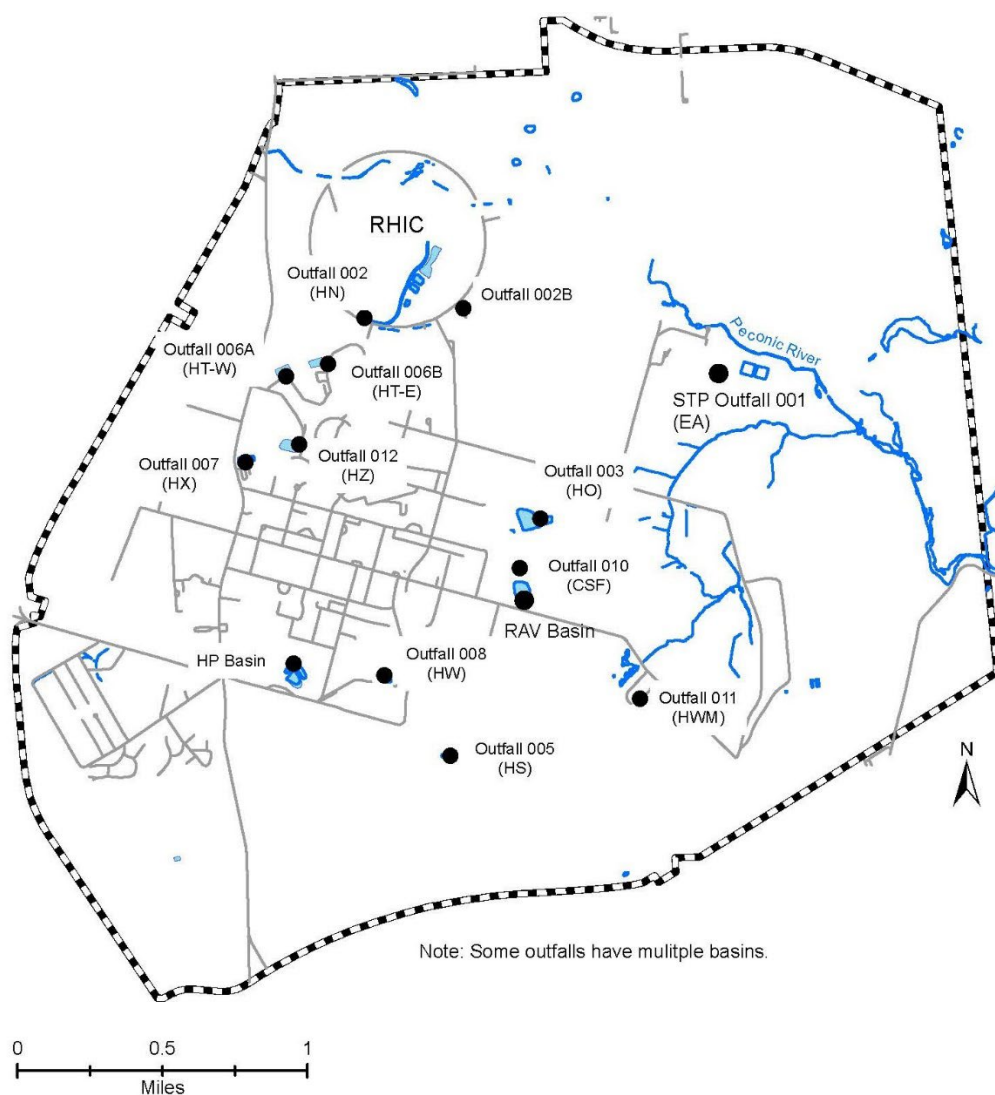 RHIC
Outfall 002
(HN)
Outfall 002B
Peconic River
Outfall 006A
(HT-W)
Outfall 006B
(HT-E)
STP Outfall 001
(EA)
Outfall 007
(HX)
Outfall 012
(HZ)
Outfall 003
(HO)
Outfall 010
(CSF)
RAV Basin
HP Basin
Outfall 008
(HW)
Outfall 011
(HWM)
Outfall 005
(HS)
N
Note: Some outfalls have mulitple basins.
0 0.5 1
Miles